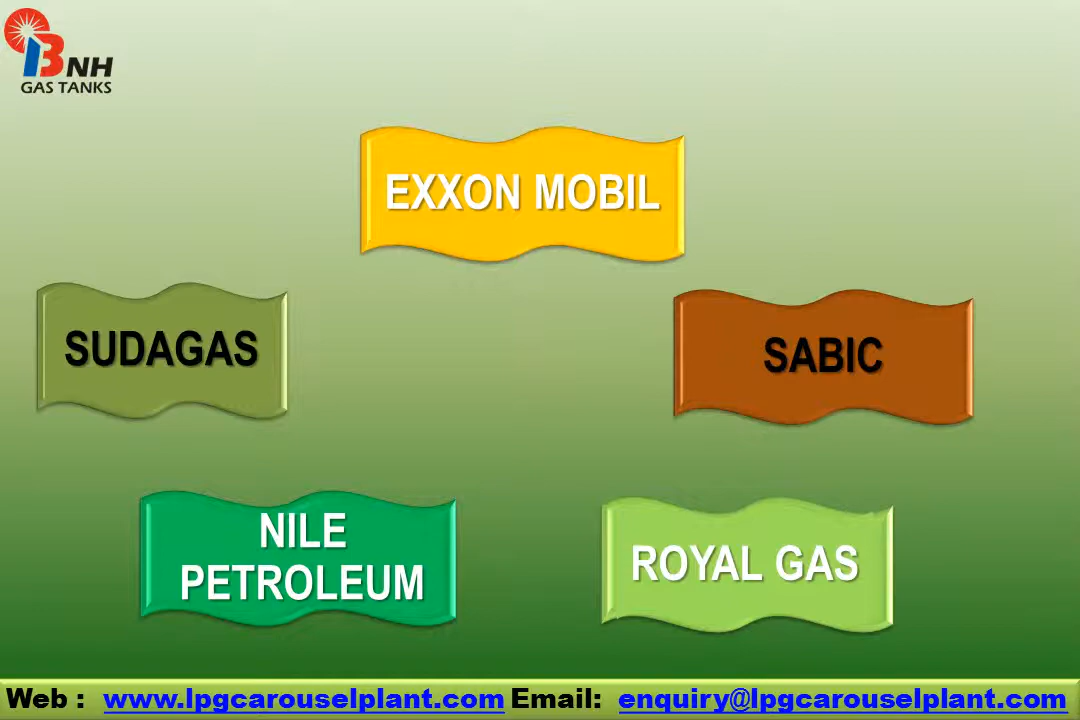 BNH
GAS TANKS
EXXON MOBIL
SUDAGAS
SABIC
NILE
PETROLEUM
ROYAL GAS
Web : www.lpgcarouselplant.com Email: enquiry@lpgcarouselplant.com